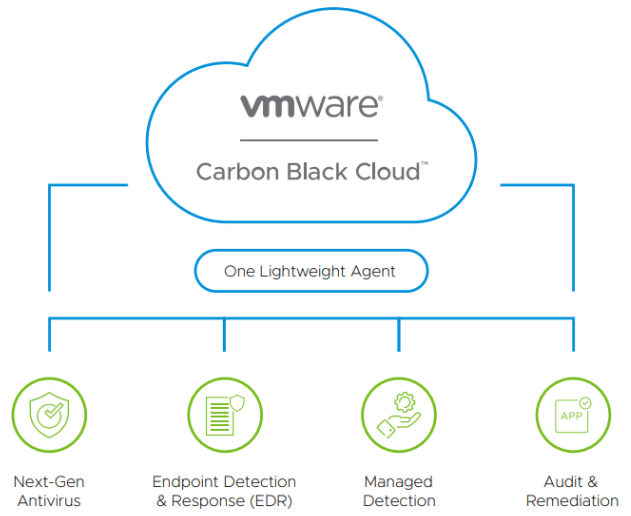 vmware®
Carbon Black Cloud™
One Lightweight Agent
APP
Next-Gen
Antivirus
Endpoint Detection
& Response (EDR)
Managed
Detection
Audit &
Remediation